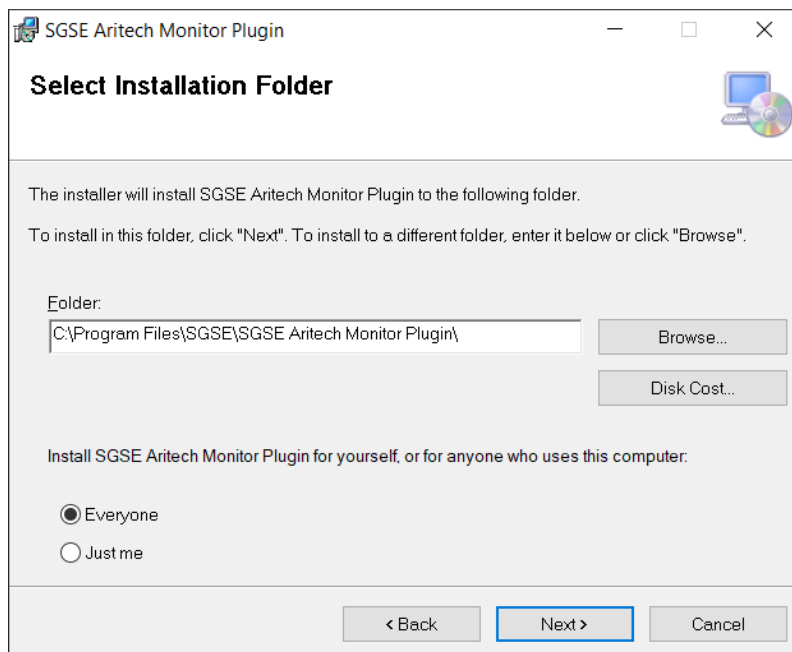 SGSE Aritech Monitor Plugin
Select Installation Folder
The installer will install SGSE Aritech Monitor Plugin to the following folder.
To install in this folder, click "Next". To install to a different folder, enter it below or click "Browse".
Folder:
C:\Program Files\SGSE\SGSE Aritech Monitor Plugin\
Browse...
Disk Cost...
Install SGSE Aritech Monitor Plugin for yourself, or for anyone who uses this computer:
Everyone
Just me
< Back Next > Cancel